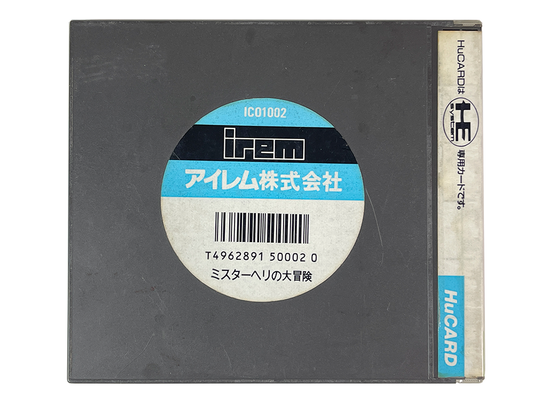 IC01002
irem
アイレム株式会社
T4962891 50002 0
ミスターヘリの大冒険
HuCARDは
HE
SYSTEM
専用カードです。
HuCARD